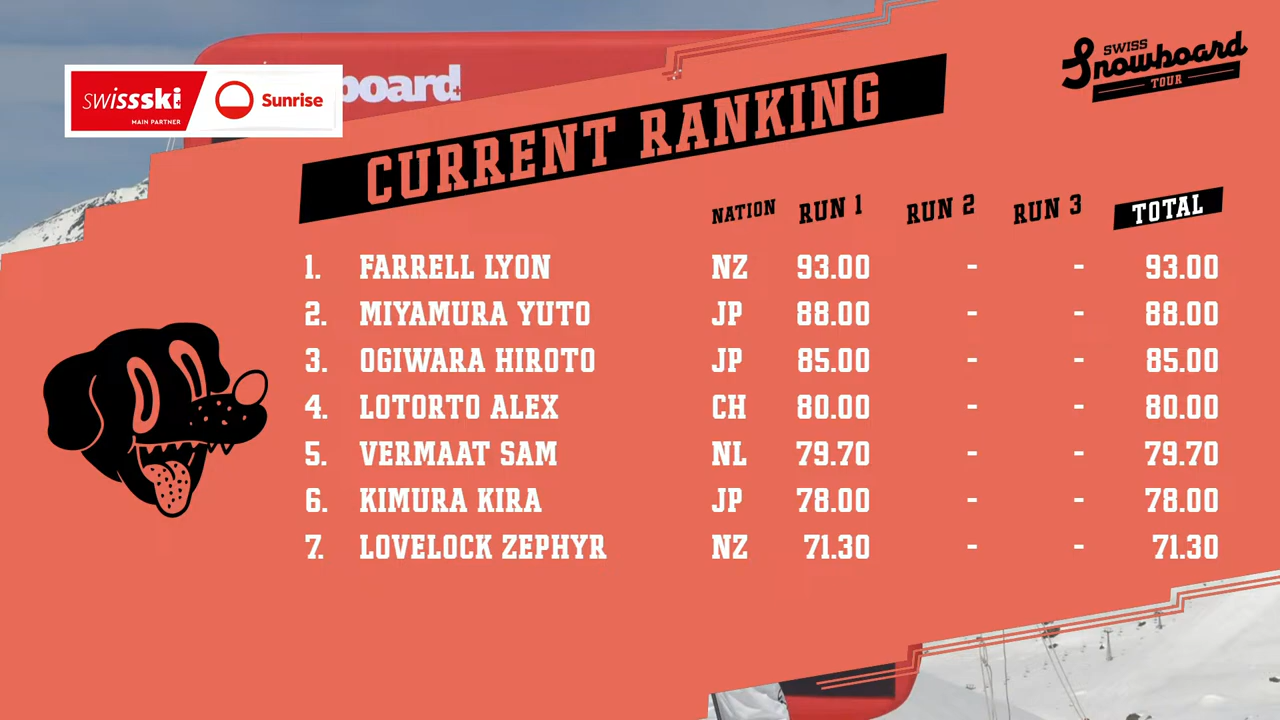 swissski
MAIN PARTNER
Sunrise
board
SWISS
Snowboard
TOUR
CURRENT RANKING
NATION RUN 1 RUN 2 RUN 3 TOTAL
1. FARRELL LYON NZ 93.00 - - 93.00
2. MIYAMURA YUTO JP 88.00 - - 88.00
3. OGIWARA HIROTO JP 85.00 - - 85.00
4. LOTORTO ALEX CH 80.00 - - 80.00
5. VERMAAT SAM NL 79.70 - - 79.70
6. KIMURA KIRA JP 78.00 - - 78.00
7. LOVELOCK ZEPHYR NZ 71.30 - - 71.30